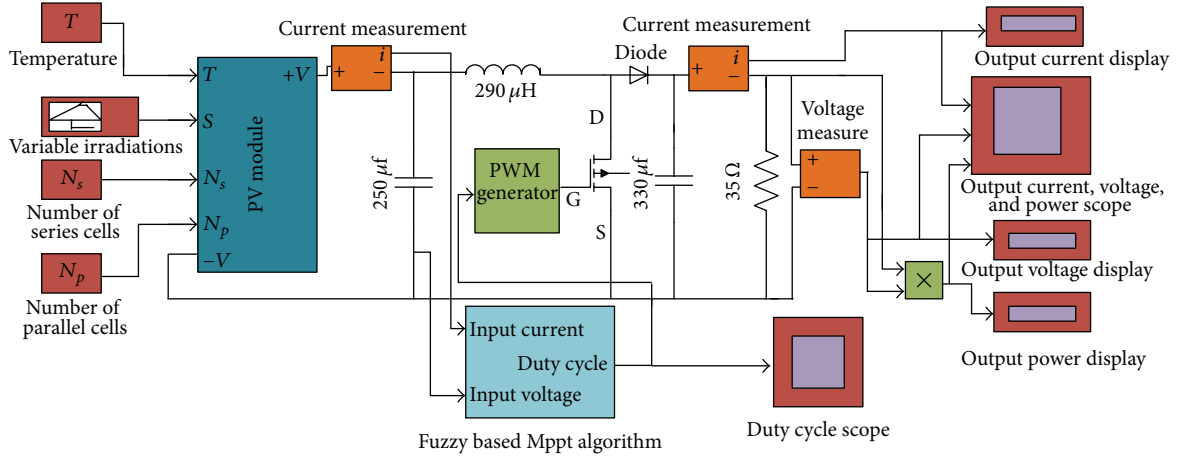 T
Temperature
Variable irradiations
N_s
Number of
series cells
N_p
Number of
parallel cells
T
S
N_s
N_p
−V
+V
PV module
Current measurement
+
i
−
290 μH
250 μf
PWM
generator
G
D
S
Diode
330 μf
Current measurement
+
i
−
35 Ω
Voltage
measure
+
−
×
Input current
Duty cycle
Input voltage
Fuzzy based Mppt algorithm
Duty cycle scope
Output current display
Output current, voltage,
and power scope
Output voltage display
Output power display